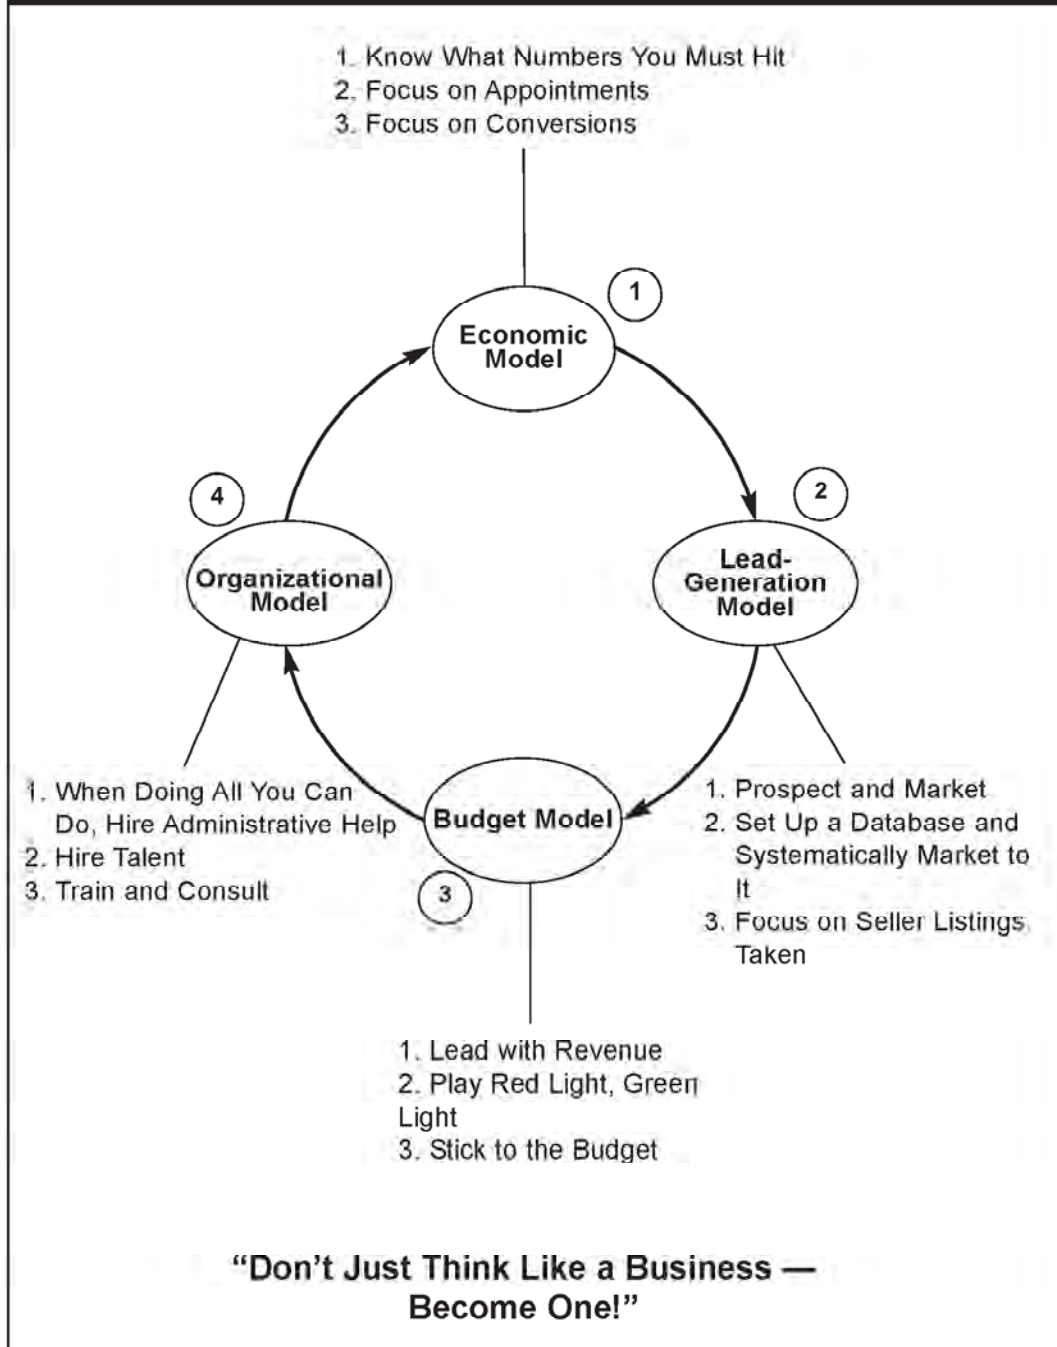 1. Know What Numbers You Must Hit
2. Focus on Appointments
3. Focus on Conversions
1
Economic
Model
2
Lead-
Generation
Model
4
Organizational
Model
3
Budget Model
1. When Doing All You Can
Do, Hire Administrative Help
2. Hire Talent
3. Train and Consult
1. Prospect and Market
2. Set Up a Database and
Systematically Market to
It
3. Focus on Seller Listings
Taken
1. Lead with Revenue
2. Play Red Light, Green
Light
3. Stick to the Budget
“Don’t Just Think Like a Business —
Become One!”